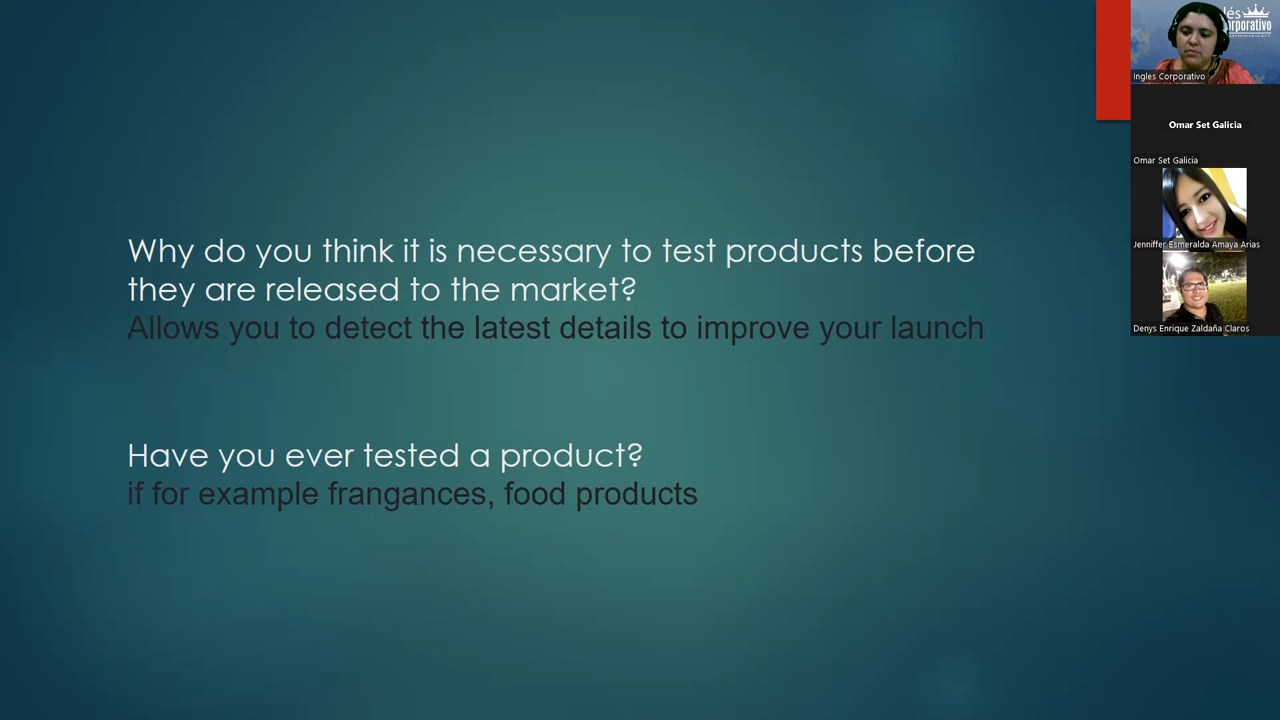 Why do you think it is necessary to test products before
they are released to the market?
Allows you to detect the latest details to improve your launch
Have you ever tested a product?
if for example frangances, food products
Ingles Corporativo
Omar Set Galicia
Omar Set Galicia
Jenniffer Esmeralda Amaya Arias
Denys Enrique Zaldaña Claros